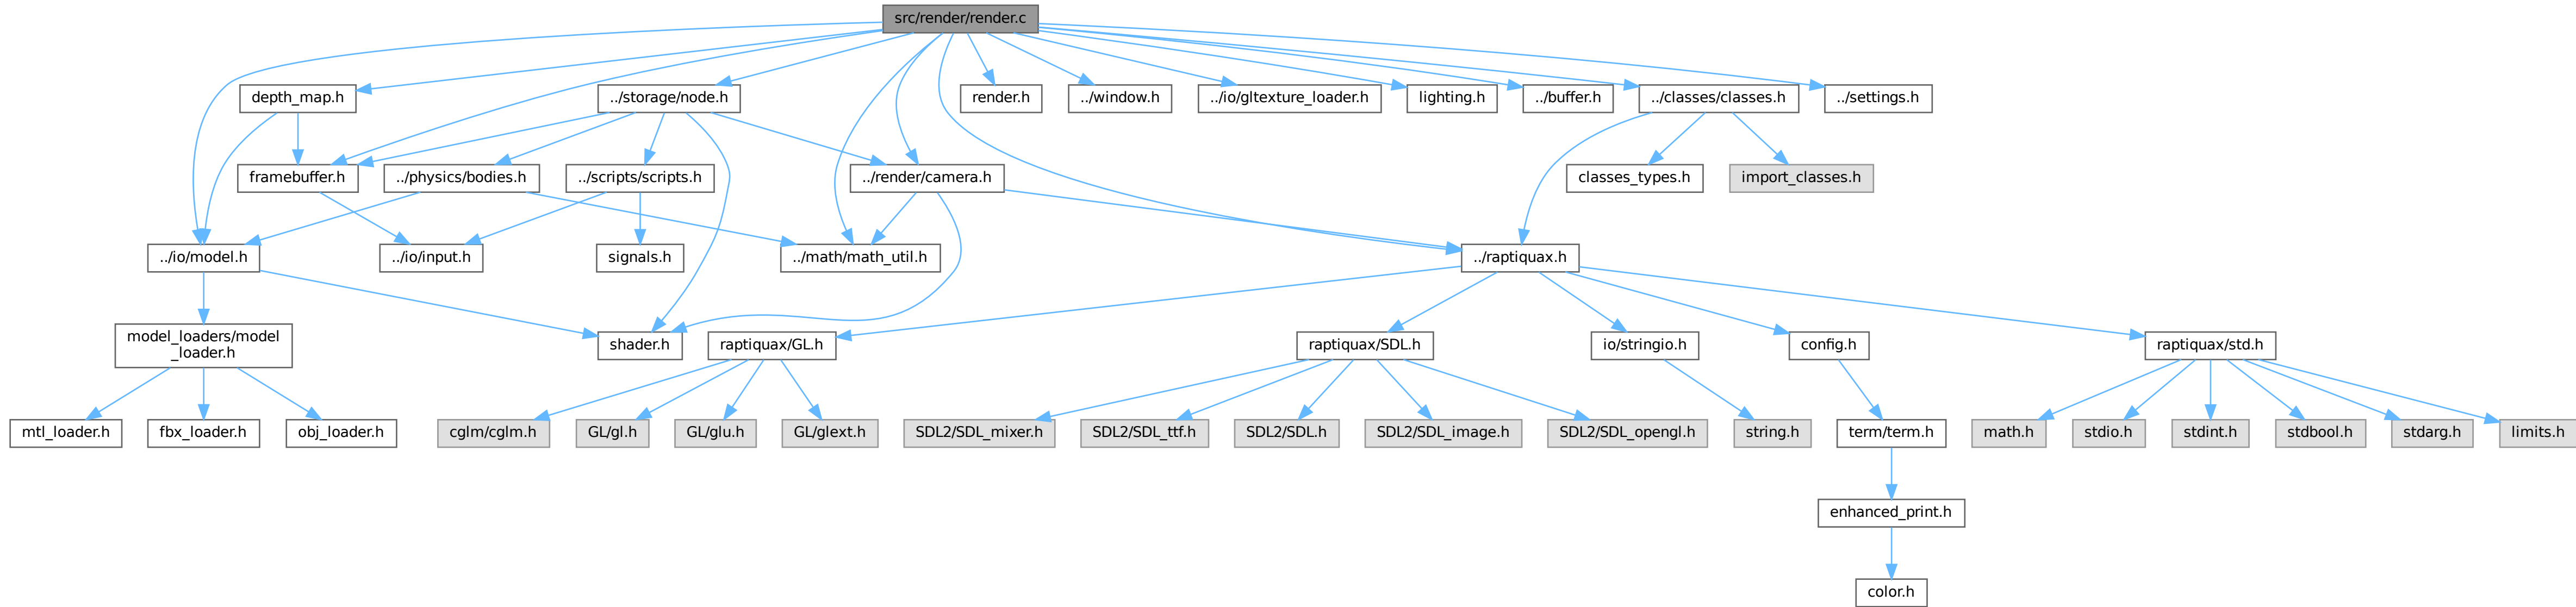 src/render/render.c
depth_map.h
../storage/node.h
render.h
../window.h
../io/gltexture_loader.h
lighting.h
../buffer.h
../classes/classes.h
../settings.h
framebuffer.h
../physics/bodies.h
../scripts/scripts.h
../render/camera.h
classes_types.h
import_classes.h
../io/model.h
../io/input.h
signals.h
../math/math_util.h
../raptiquax.h
model_loaders/model
_loader.h
shader.h
raptiquax/GL.h
raptiquax/SDL.h
io/stringio.h
config.h
raptiquax/std.h
mtl_loader.h
fbx_loader.h
obj_loader.h
cglm/cglm.h
GL/gl.h
GL/glu.h
GL/glext.h
SDL2/SDL_mixer.h
SDL2/SDL_ttf.h
SDL2/SDL.h
SDL2/SDL_image.h
SDL2/SDL_opengl.h
string.h
term/term.h
math.h
stdio.h
stdint.h
stdbool.h
stdarg.h
limits.h
enhanced_print.h
color.h